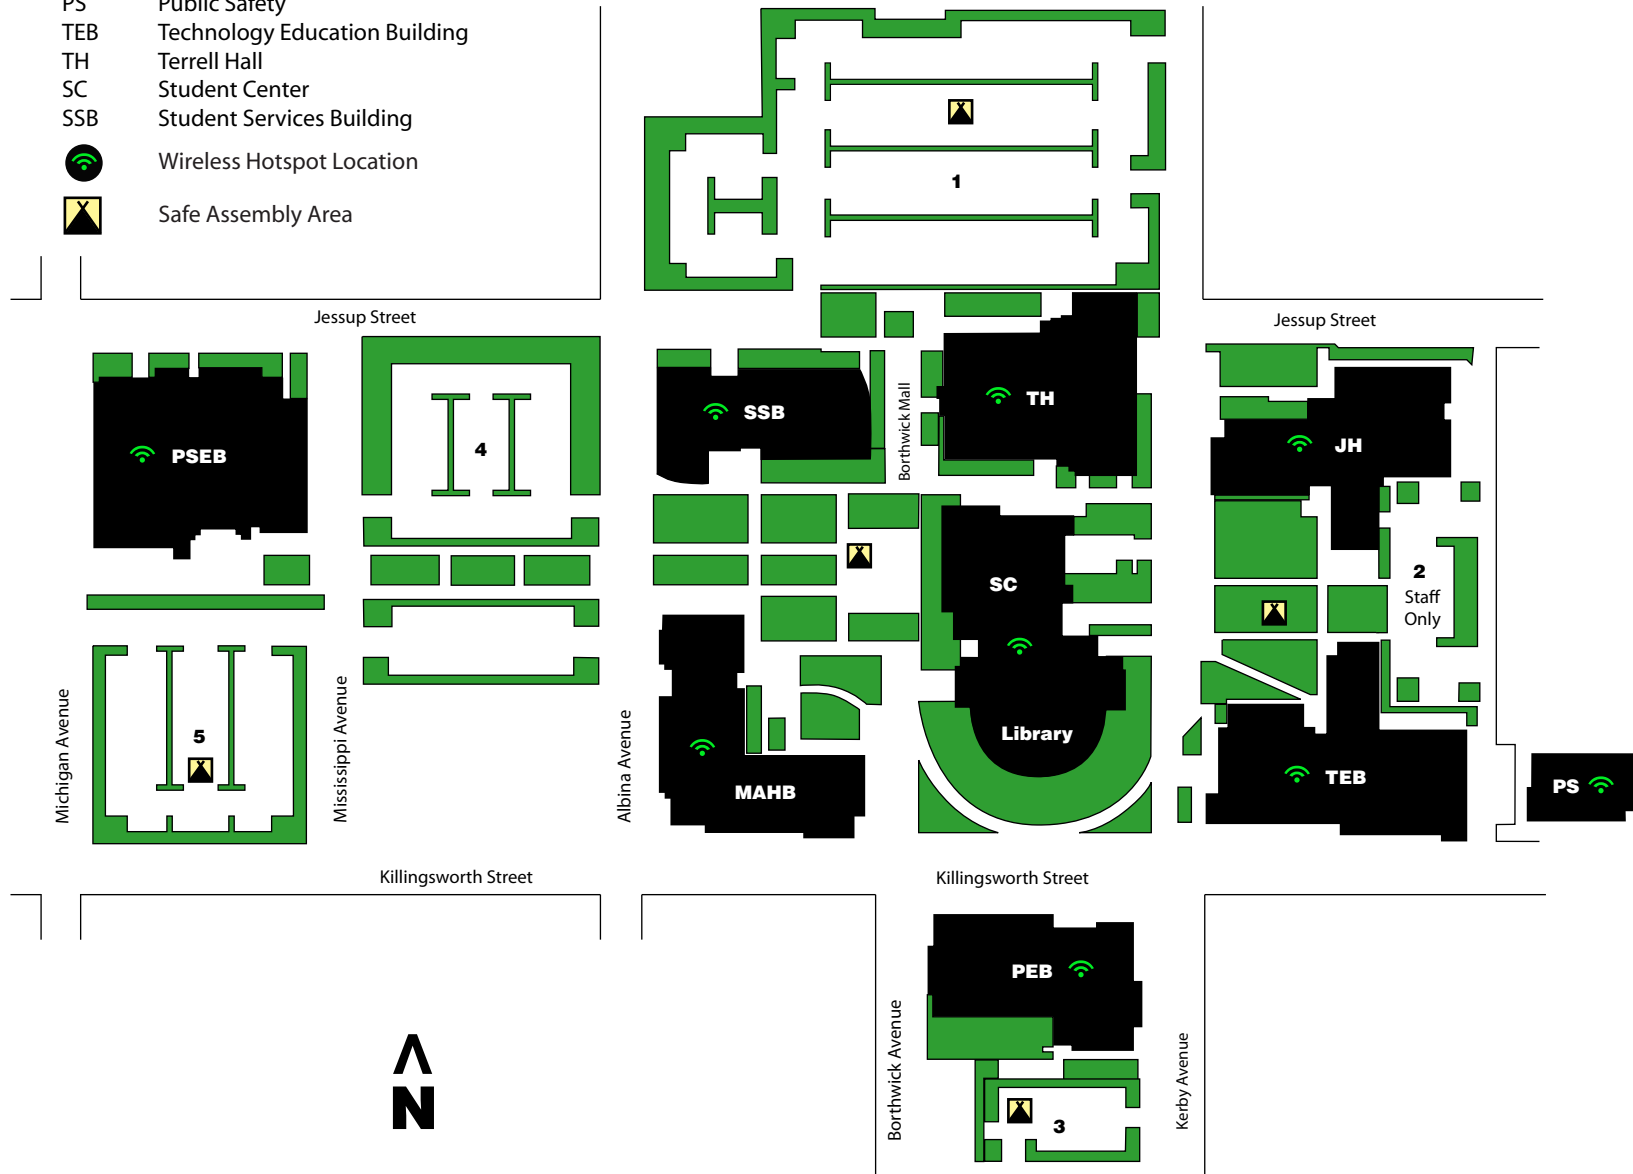 PS Public Safety
TEB Technology Education Building
TH Terrell Hall
SC Student Center
SSB Student Services Building
Wireless Hotspot Location
Safe Assembly Area
1
Jessup Street
Jessup Street
PSEB
4
SSB
Borthwick Mall
TH
JH
SC
2
Staff
Only
Michigan Avenue
5
Mississippi Avenue
Albina Avenue
MAHB
Library
TEB
PS
Killingsworth Street
Killingsworth Street
PEB
Borthwick Avenue
Kerby Avenue
3
N